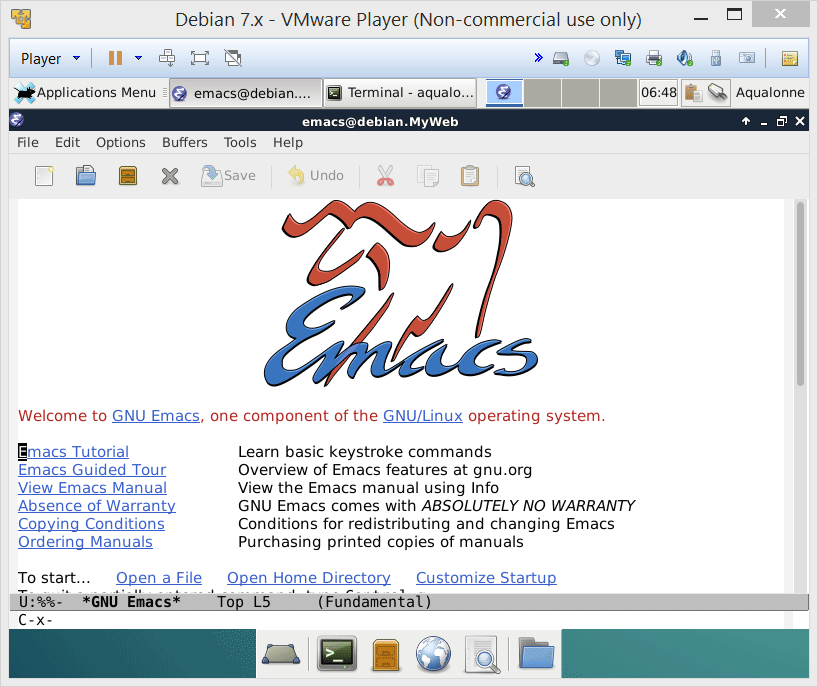 Debian 7.x - VMware Player (Non-commercial use only)
Player
Applications Menu emacs@debian.... Terminal - aqualo... 06:48 Aqualonne
emacs@debian.MyWeb
File Edit Options Buffers Tools Help
Save Undo
Emacs
Welcome to GNU Emacs, one component of the GNU/Linux operating system.
Emacs Tutorial Learn basic keystroke commands
Emacs Guided Tour Overview of Emacs features at gnu.org
View Emacs Manual View the Emacs manual using Info
Absence of Warranty GNU Emacs comes with ABSOLUTELY NO WARRANTY
Copying Conditions Conditions for redistributing and changing Emacs
Ordering Manuals Purchasing printed copies of manuals
To start... Open a File Open Home Directory Customize Startup
U:%%- *GNU Emacs* Top L5 (Fundamental)
C-x-